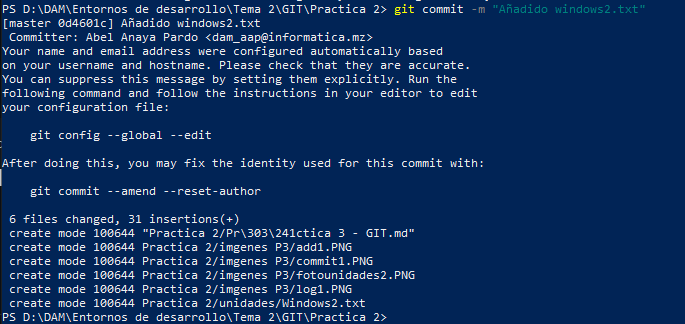 PS D:\DAM\Entornos de desarrollo\Tema 2\GIT\Practica 2> git commit -m "Añadido windows2.txt"
[master 0d4601c] Añadido windows2.txt
 Committer: Abel Anaya Pardo <dam_aap@informatica.mz>
Your name and email address were configured automatically based
on your username and hostname. Please check that they are accurate.
You can suppress this message by setting them explicitly. Run the
following command and follow the instructions in your editor to edit
your configuration file:

    git config --global --edit

After doing this, you may fix the identity used for this commit with:

    git commit --amend --reset-author

 6 files changed, 31 insertions(+)
 create mode 100644 "Practica 2/Pr\303\241ctica 3 - GIT.md"
 create mode 100644 Practica 2/imgenes P3/add1.PNG
 create mode 100644 Practica 2/imgenes P3/commit1.PNG
 create mode 100644 Practica 2/imgenes P3/fotounidades2.PNG
 create mode 100644 Practica 2/imgenes P3/log1.PNG
 create mode 100644 Practica 2/unidades/Windows2.txt
PS D:\DAM\Entornos de desarrollo\Tema 2\GIT\Practica 2>